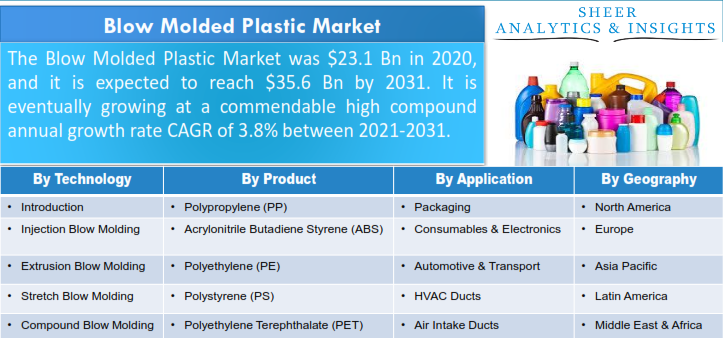 Blow Molded Plastic Market
SHEER
ANALYTICS & INSIGHTS
The Blow Molded Plastic Market was $23.1 Bn in 2020,
and it is expected to reach $35.6 Bn by 2031. It is
eventually growing at a commendable high compound
annual growth rate CAGR of 3.8% between 2021-2031.
By Technology By Product By Application By Geography
• Introduction • Polypropylene (PP) • Packaging • North America
• Injection Blow Molding • Acrylonitrile Butadiene Styrene (ABS) • Consumables & Electronics • Europe
• Extrusion Blow Molding • Polyethylene (PE) • Automotive & Transport • Asia Pacific
• Stretch Blow Molding • Polystyrene (PS) • HVAC Ducts • Latin America
• Compound Blow Molding • Polyethylene Terephthalate (PET) • Air Intake Ducts • Middle East & Africa